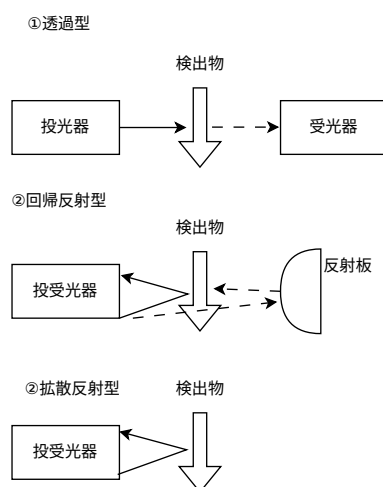 ①透過型
検出物
投光器
受光器
②回帰反射型
検出物
投受光器
反射板
②拡散反射型
検出物
投受光器